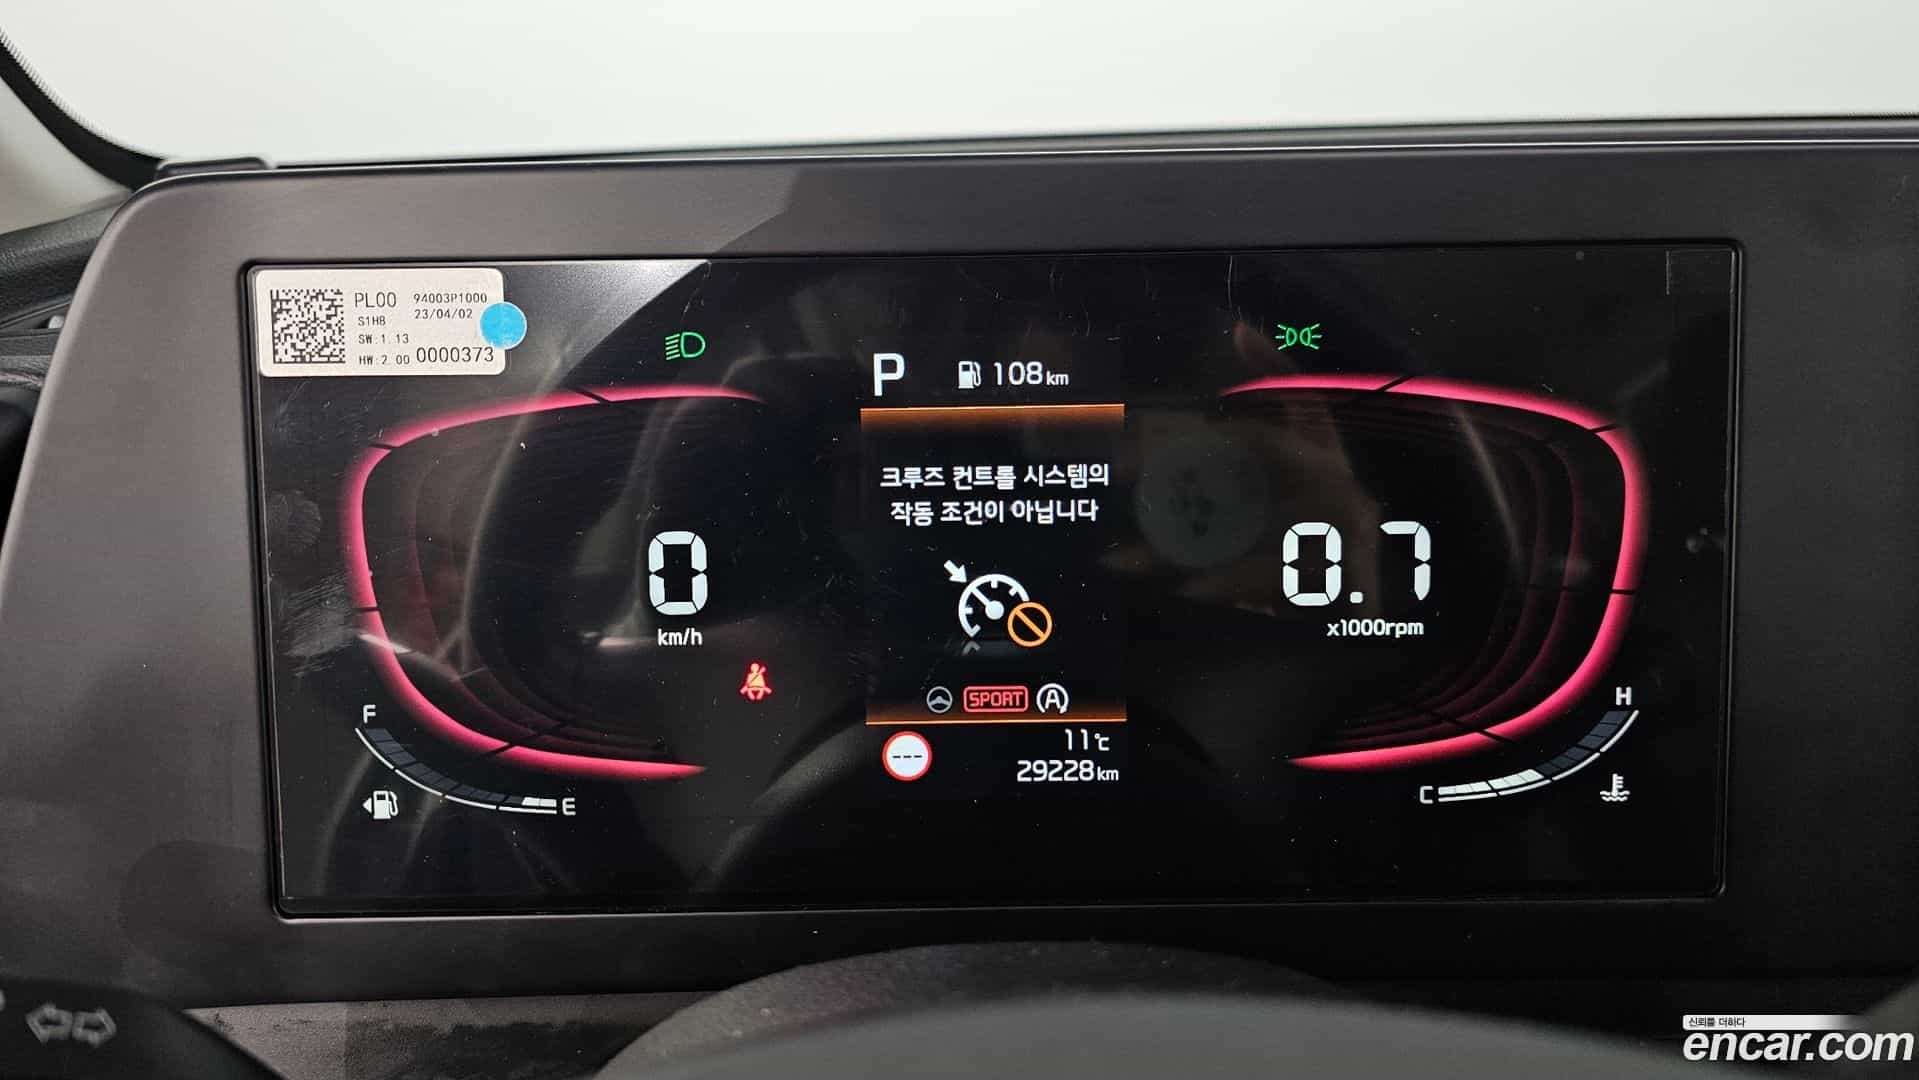 PL00 94003P1000
S1HB 23/04/02
SW:1.13
HW:2.00 0000373
P 108km
크루즈 컨트롤 시스템의
작동 조건이 아닙니다
0
km/h
0.7
x1000rpm
SPORT A
F
E
H
C
---
11℃
29228km
신뢰를 더하다
encar.com